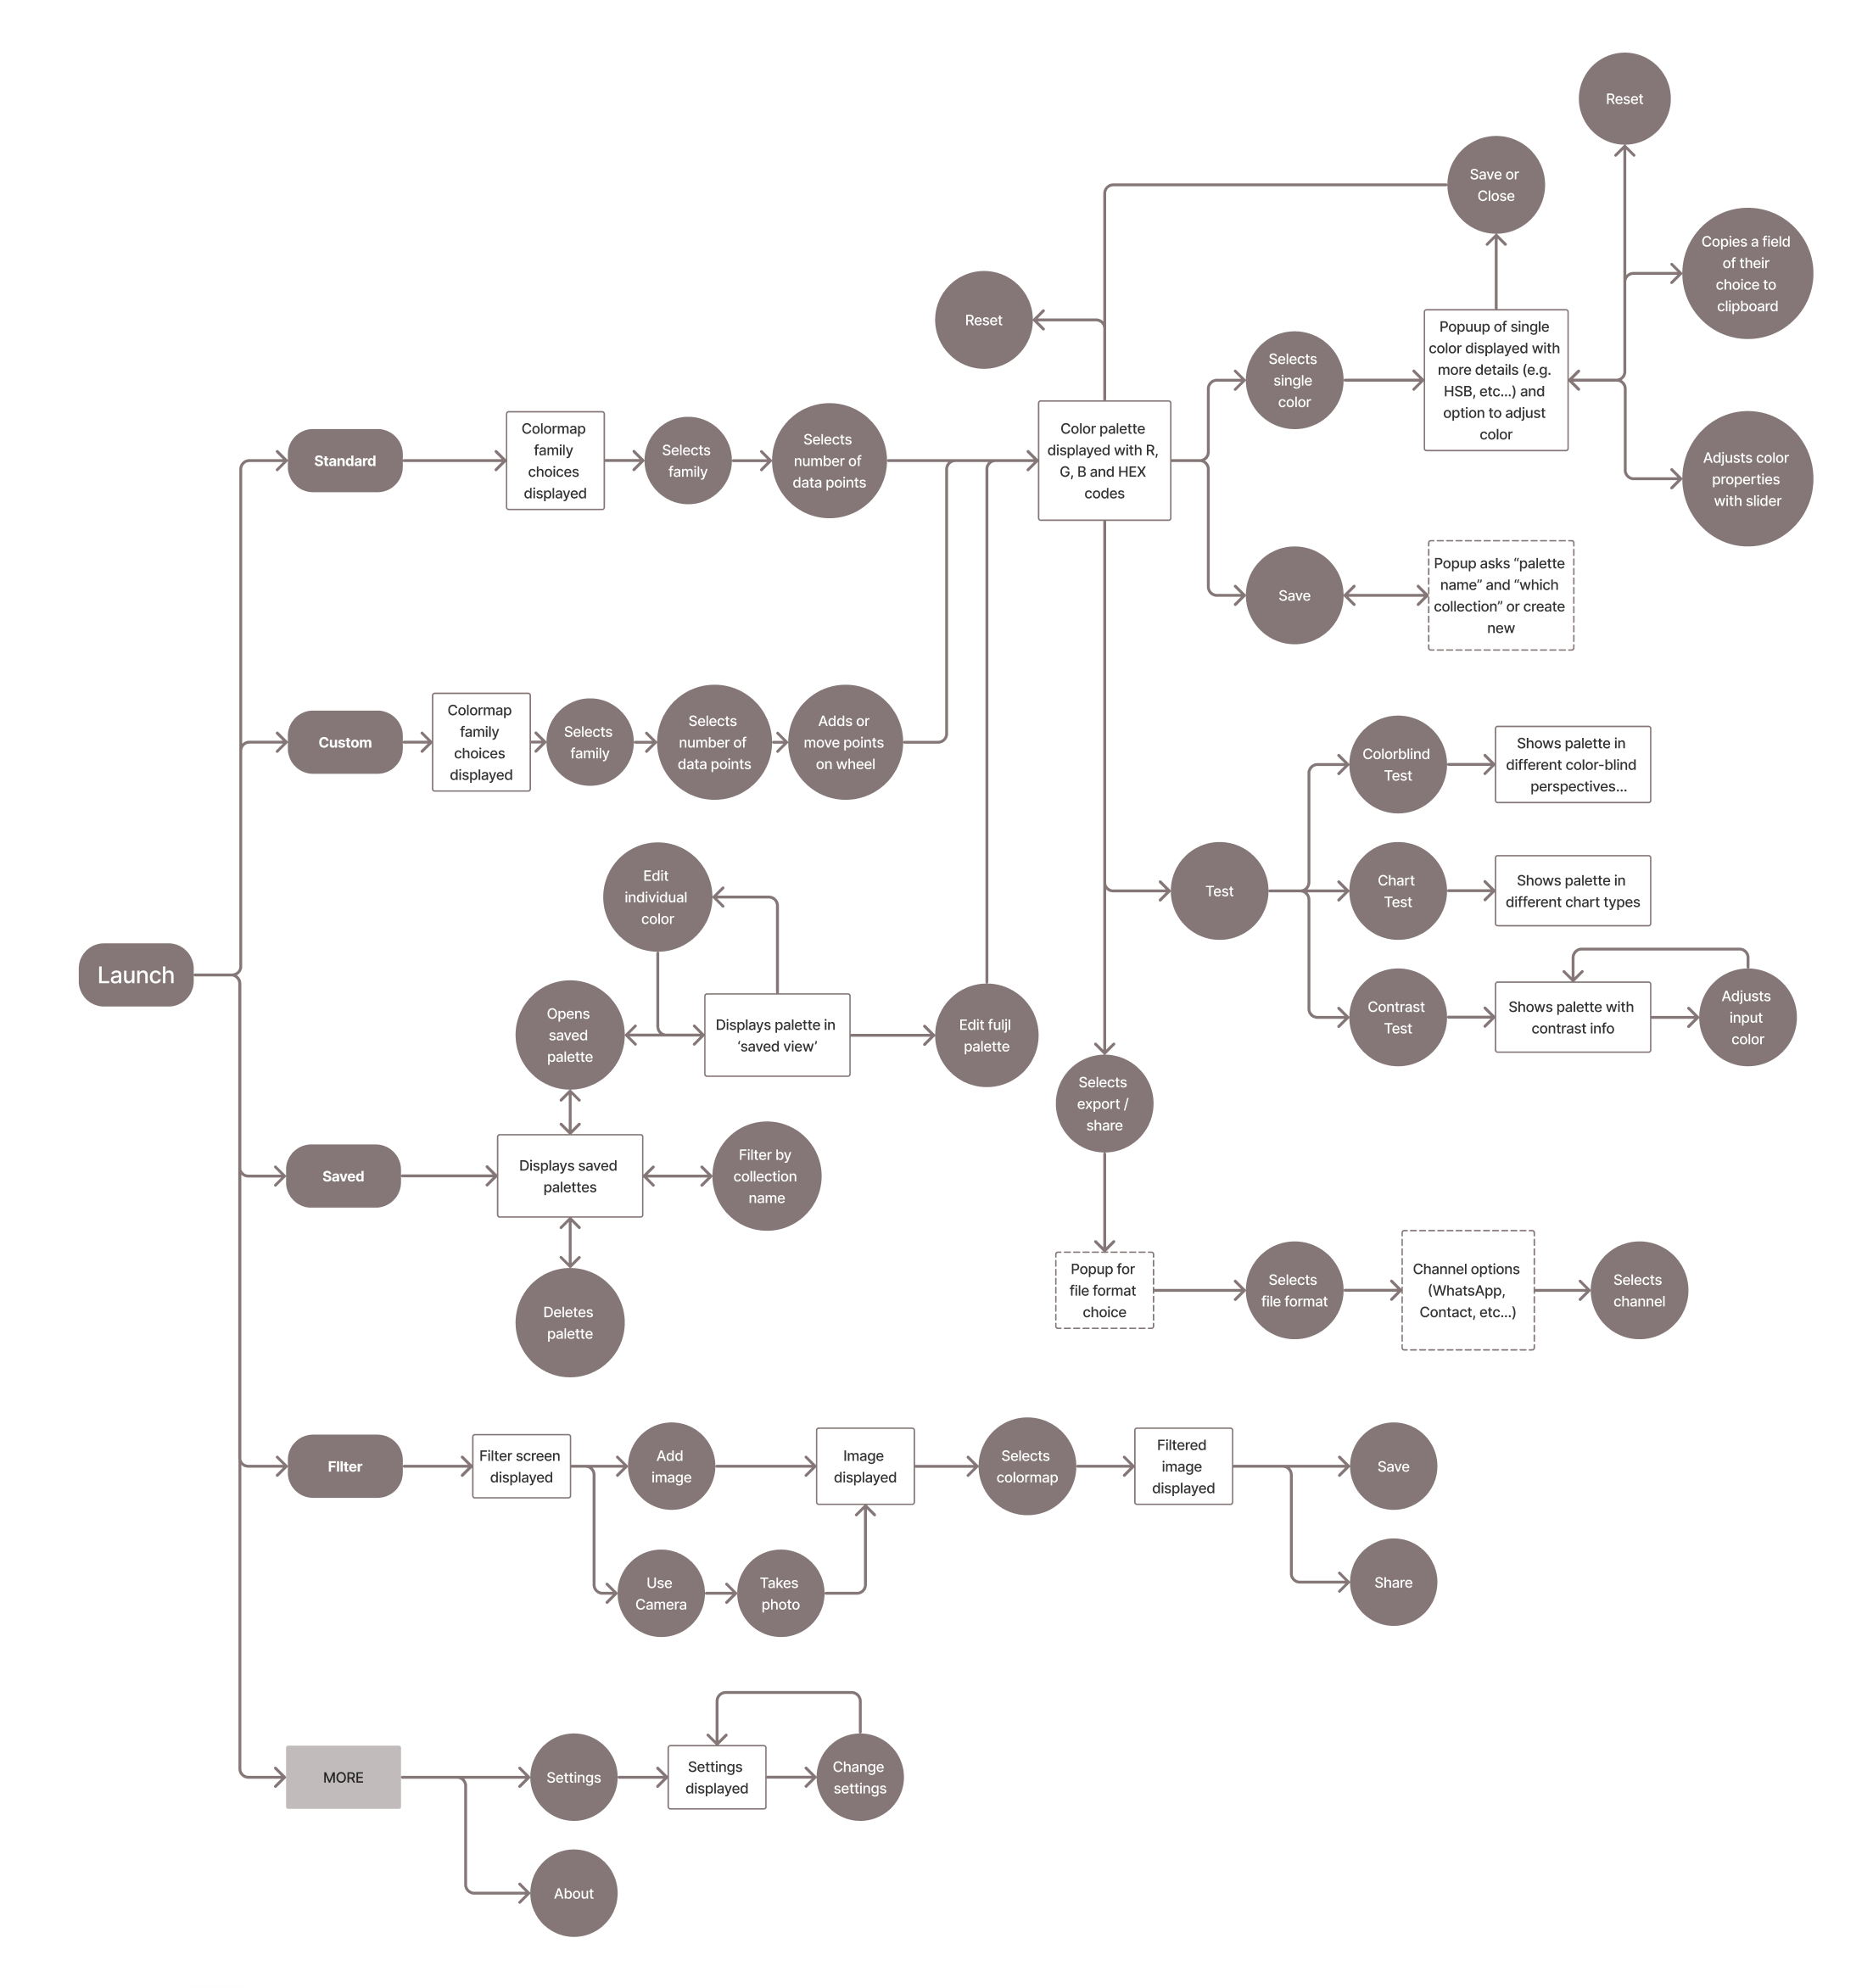 Reset
Save or
Close
Copies a field
of their
choice to
clipboard
Reset
Popuup of single
color displayed with
more details (e.g.
HSB, etc...) and
option to adjust
color
Selects
single
color
Color palette
displayed with R,
G, B and HEX
codes
Standard
Colormap
family
choices
displayed
Selects
family
Selects
number of
data points
Adjusts color
properties
with slider
Save
Popup asks “palette
name” and “which
collection” or create
new
Custom
Colormap
family
choices
displayed
Selects
family
Selects
number of
data points
Adds or
move points
on wheel
Colorblind
Test
Shows palette in
different color-blind
perspectives...
Edit
individual
color
Test
Chart
Test
Shows palette in
different chart types
Launch
Opens
saved
palette
Displays palette in
‘saved view’
Edit fuljl
palette
Contrast
Test
Shows palette with
contrast info
Adjusts
input
color
Selects
export /
share
Saved
Displays saved
palettes
Filter by
collection
name
Deletes
palette
Popup for
file format
choice
Selects
file format
Channel options
(WhatsApp,
Contact, etc...)
Selects
channel
FIlter
Filter screen
displayed
Add
image
Image
displayed
Selects
colormap
Filtered
image
displayed
Save
Use
Camera
Takes
photo
Share
MORE
Settings
Settings
displayed
Change
settings
About